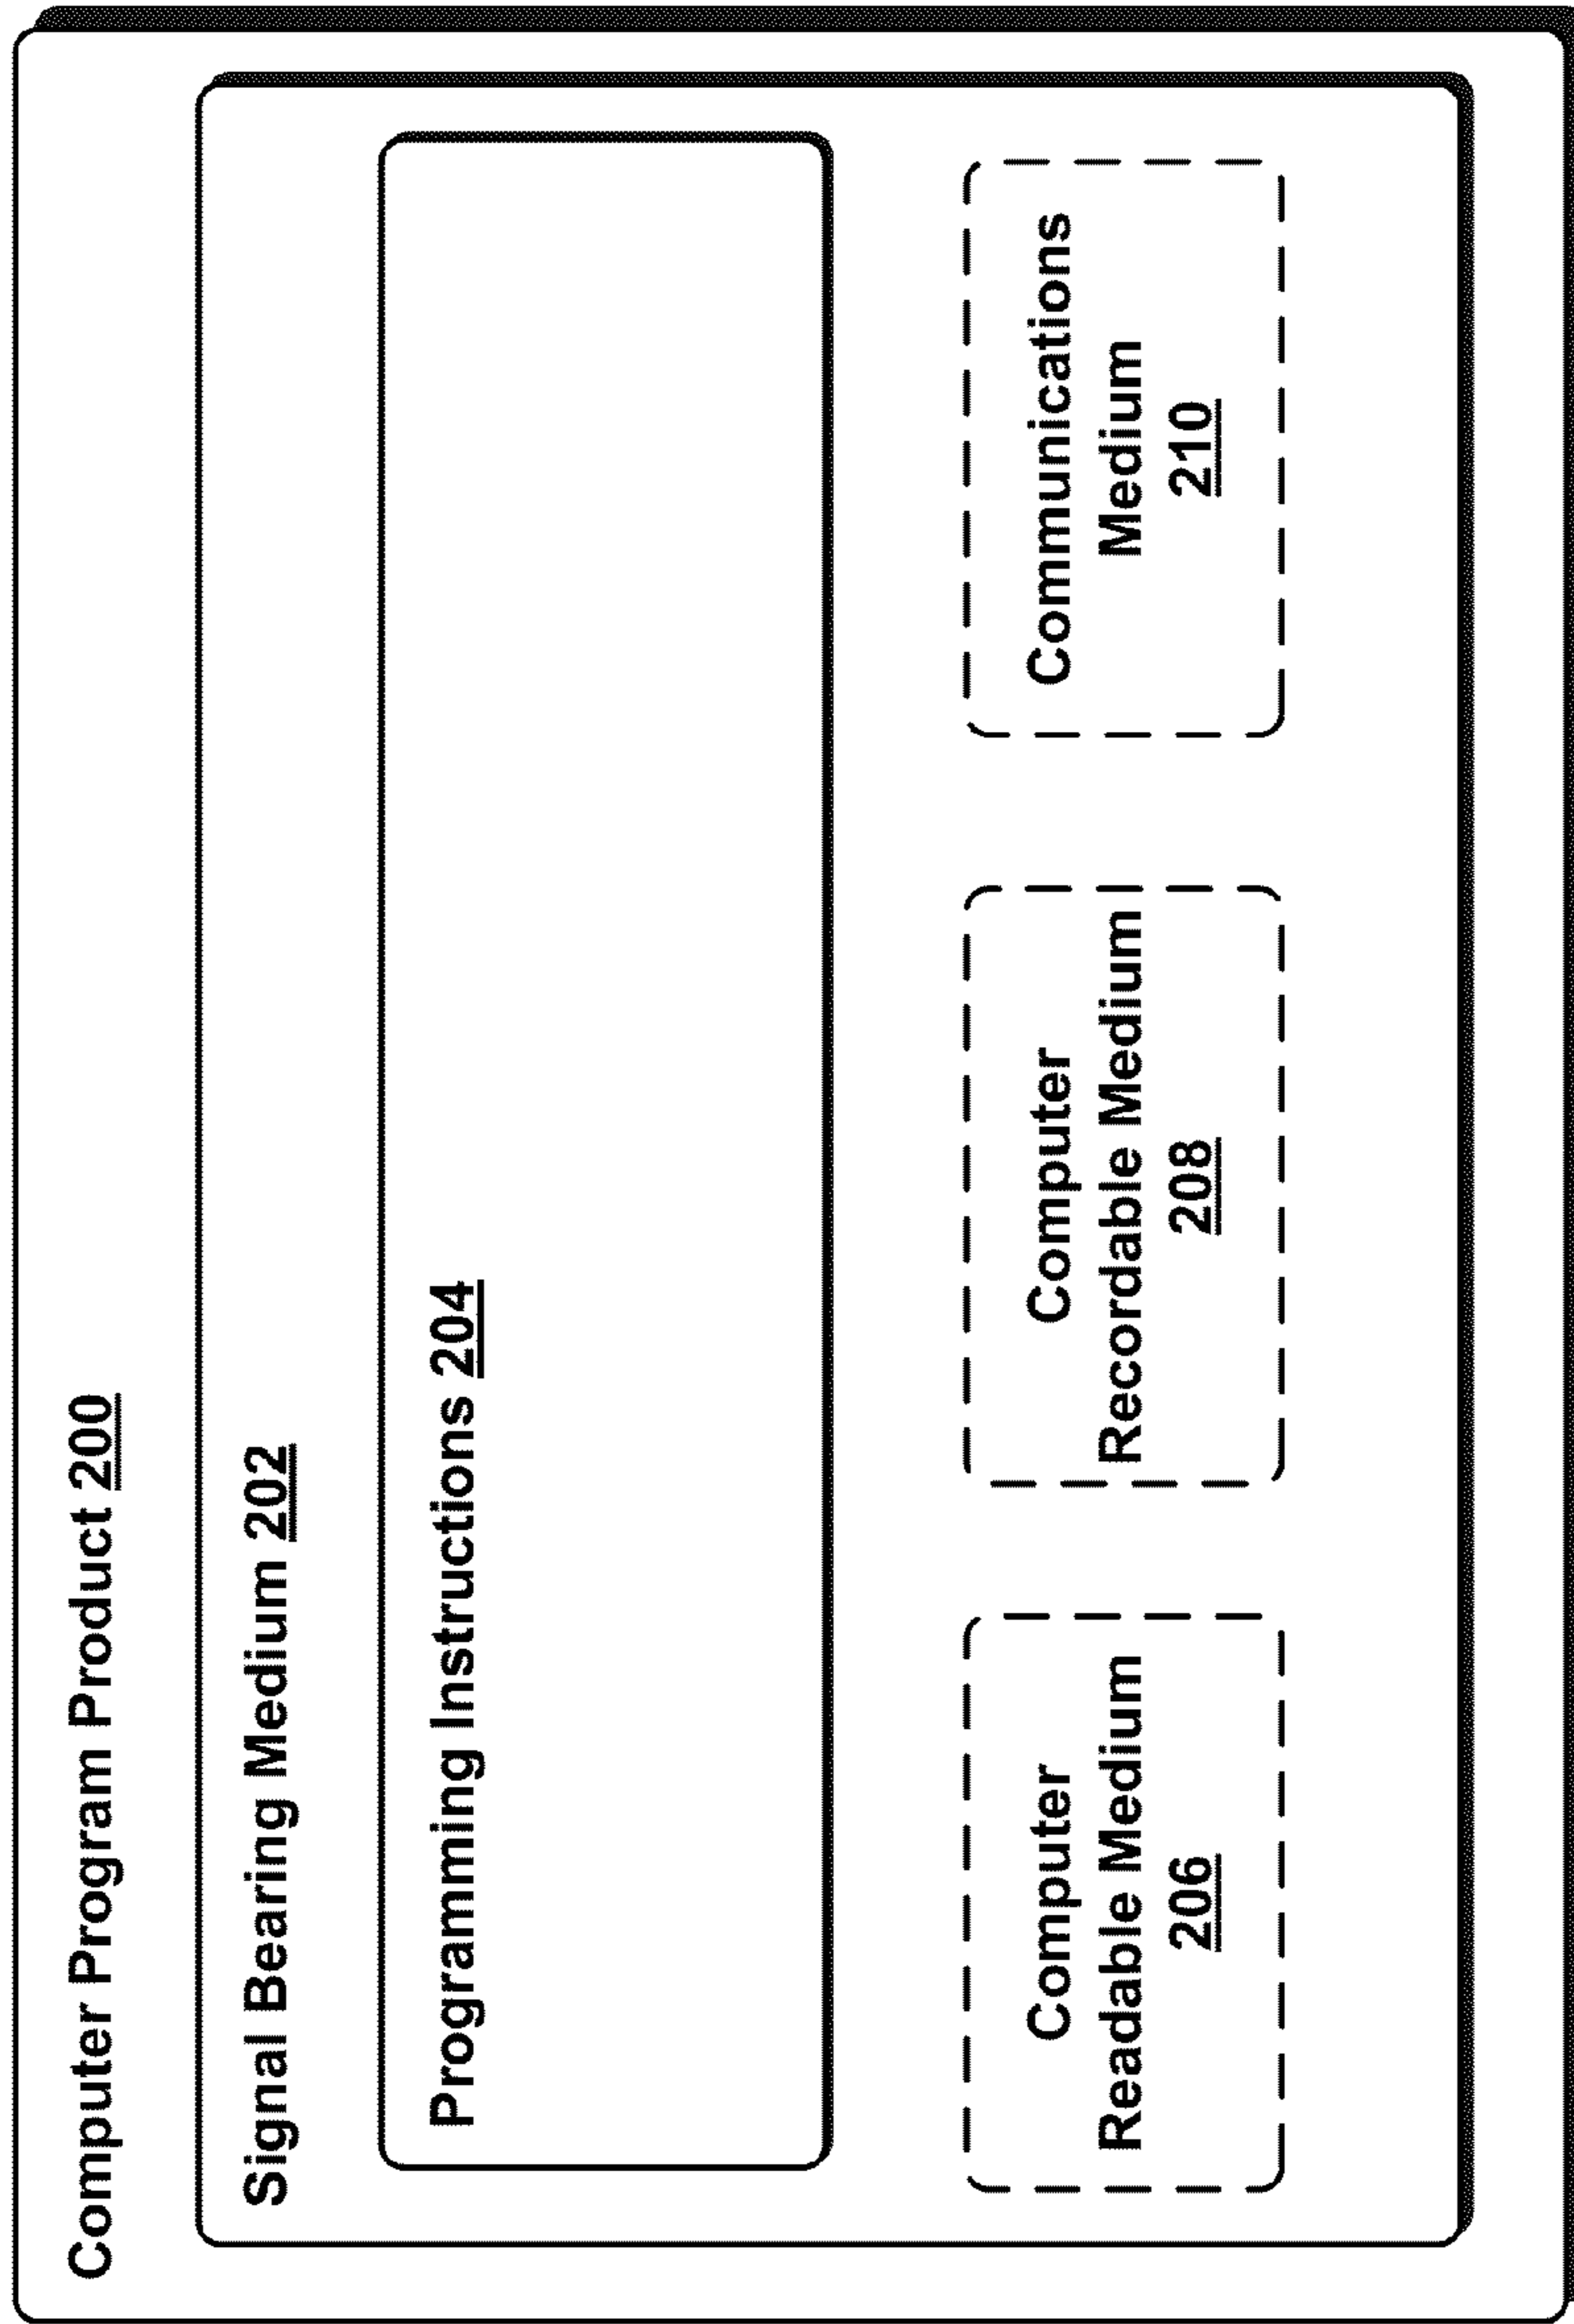 Computer Program Product 200
Signal Bearing Medium 202
Programming Instructions 204
Computer
Readable Medium
206
Computer
Recordable Medium
208
Communications
Medium
210